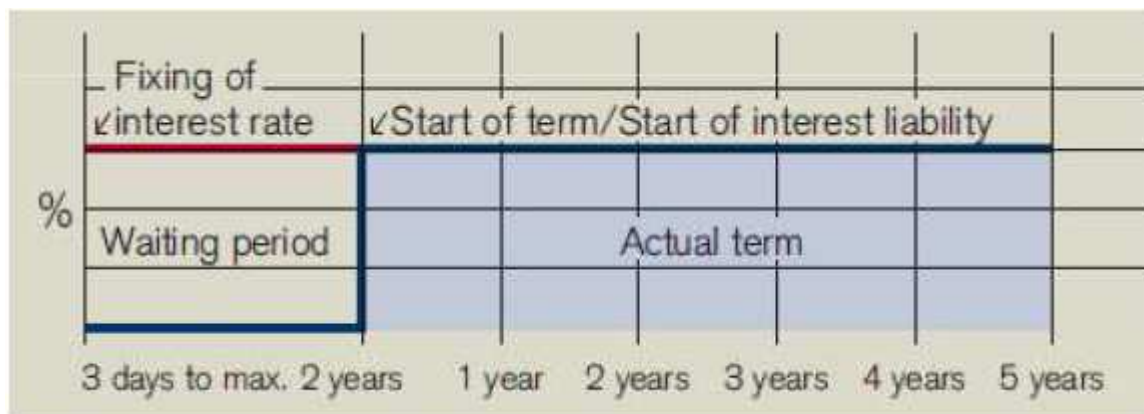 Fixing of
↙interest rate
↙Start of term/Start of interest liability
%
Waiting period
Actual term
3 days to max. 2 years
1 year
2 years
3 years
4 years
5 years